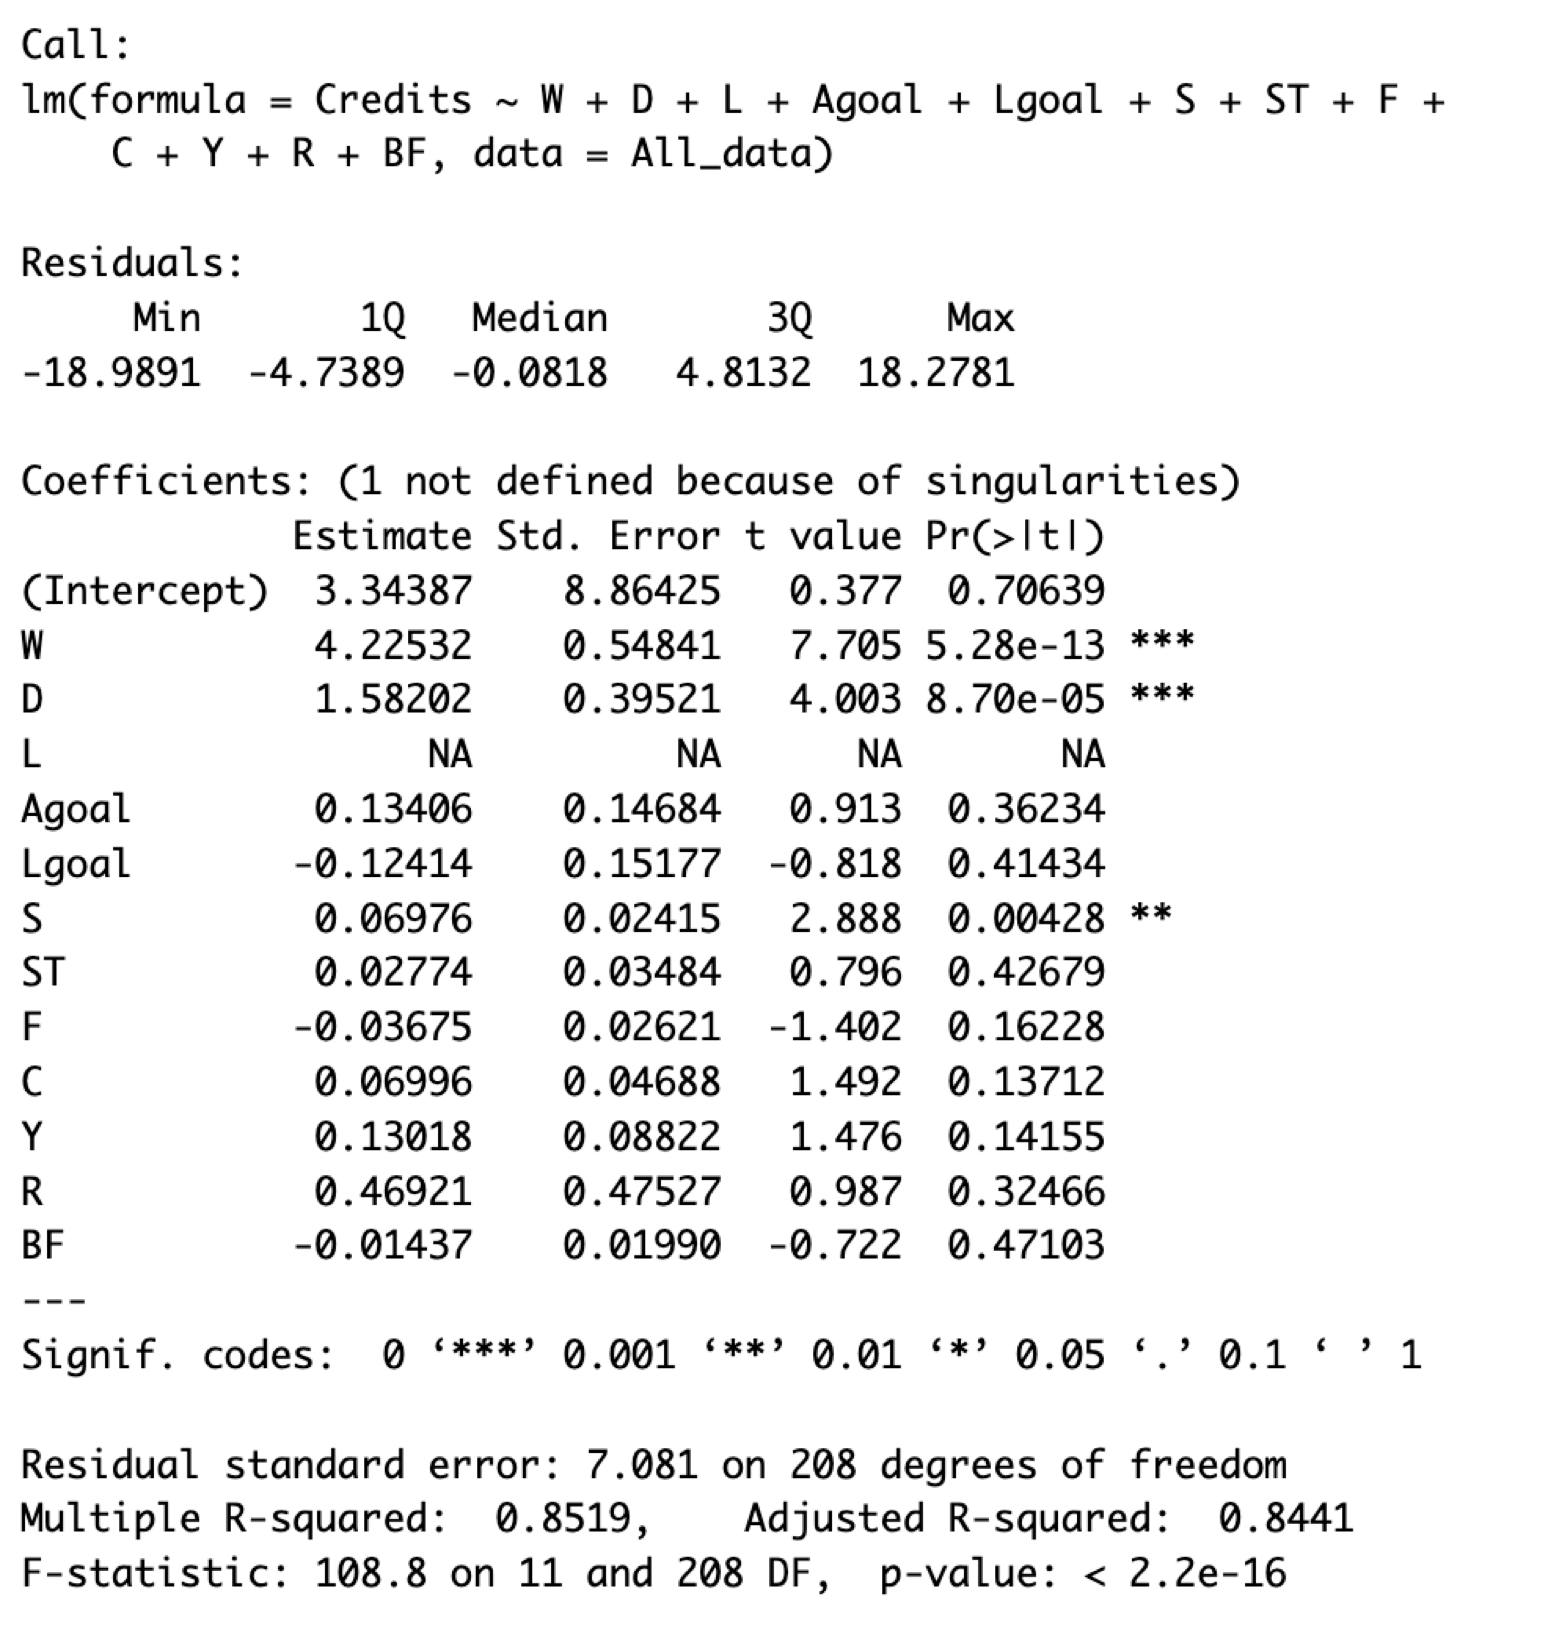 Call:
lm(formula = Credits ~ W + D + L + Agoal + Lgoal + S + ST + F +
    C + Y + R + BF, data = All_data)

Residuals:
     Min       1Q   Median       3Q      Max
-18.9891  -4.7389  -0.0818   4.8132  18.2781

Coefficients: (1 not defined because of singularities)
            Estimate Std. Error t value Pr(>|t|)
(Intercept)  3.34387    8.86425   0.377  0.70639
W            4.22532    0.54841   7.705 5.28e-13 ***
D            1.58202    0.39521   4.003 8.70e-05 ***
L                 NA         NA      NA       NA
Agoal        0.13406    0.14684   0.913  0.36234
Lgoal       -0.12414    0.15177  -0.818  0.41434
S            0.06976    0.02415   2.888  0.00428 **
ST           0.02774    0.03484   0.796  0.42679
F           -0.03675    0.02621  -1.402  0.16228
C            0.06996    0.04688   1.492  0.13712
Y            0.13018    0.08822   1.476  0.14155
R            0.46921    0.47527   0.987  0.32466
BF          -0.01437    0.01990  -0.722  0.47103
---
Signif. codes:  0 ‘***’ 0.001 ‘**’ 0.01 ‘*’ 0.05 ‘.’ 0.1 ‘ ’ 1

Residual standard error: 7.081 on 208 degrees of freedom
Multiple R-squared:  0.8519,    Adjusted R-squared:  0.8441
F-statistic: 108.8 on 11 and 208 DF,  p-value: < 2.2e-16